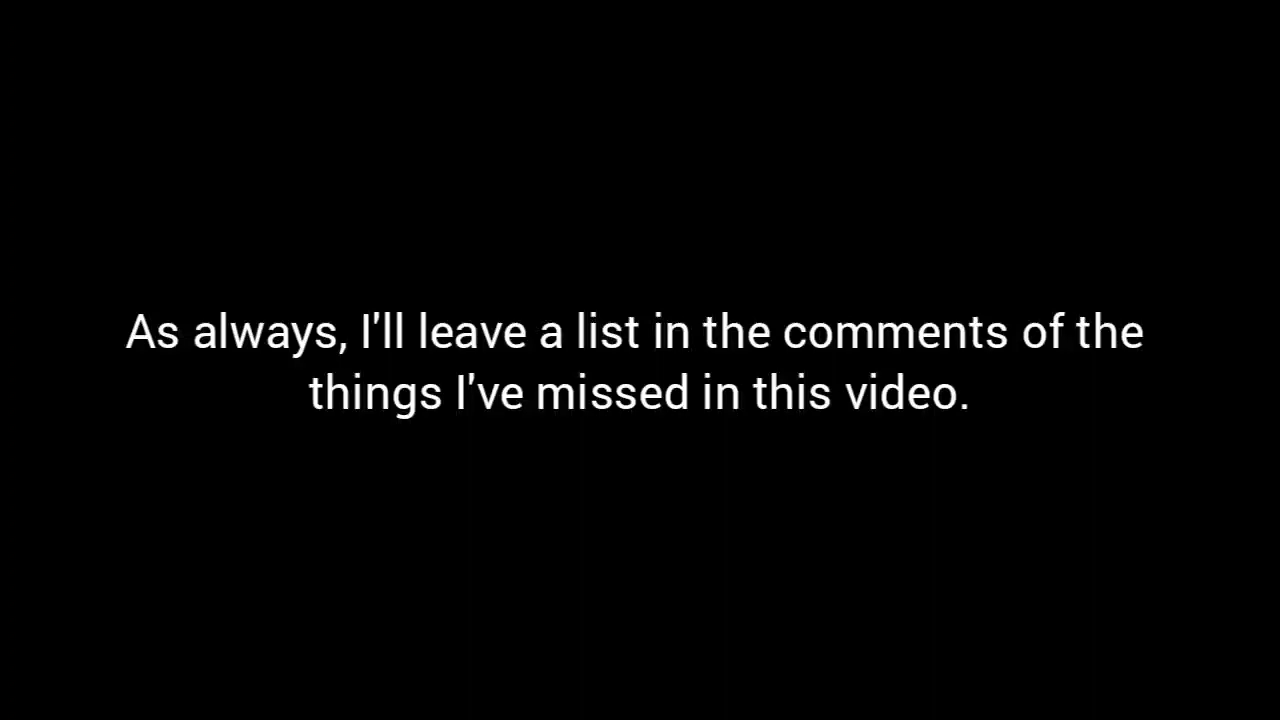 As always, I'll leave a list in the comments of the
things I've missed in this video.